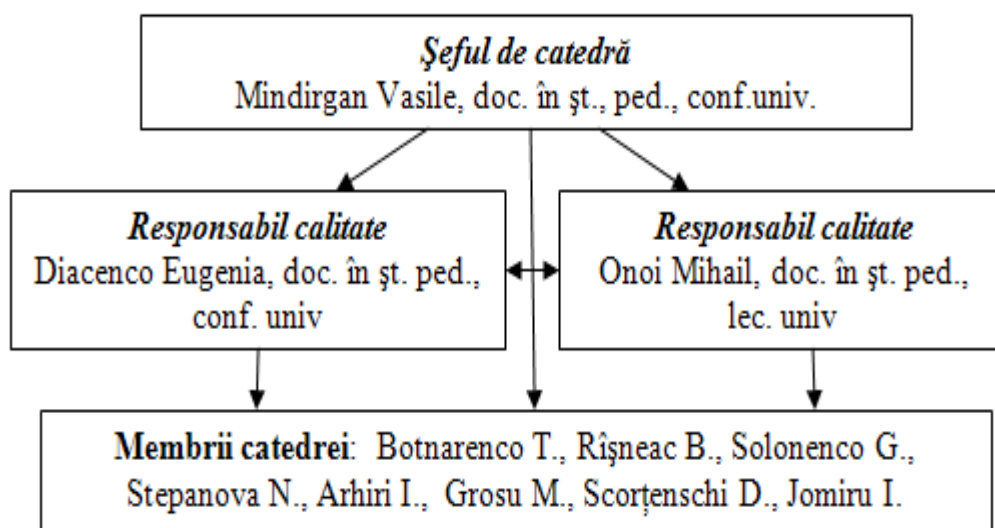 Şeful de catedră
Mindirgan Vasile, doc. în şt., ped., conf.univ.
Responsabil calitate
Diacenco Eugenia, doc. în şt. ped.,
conf. univ
Responsabil calitate
Onoi Mihail, doc. în şt. ped.,
lec. univ
Membrii catedrei: Botnarenco T., Rîşneac B., Solonenco G.,
Stepanova N., Arhiri I., Grosu M., Scorţenschi D., Jomiru I.